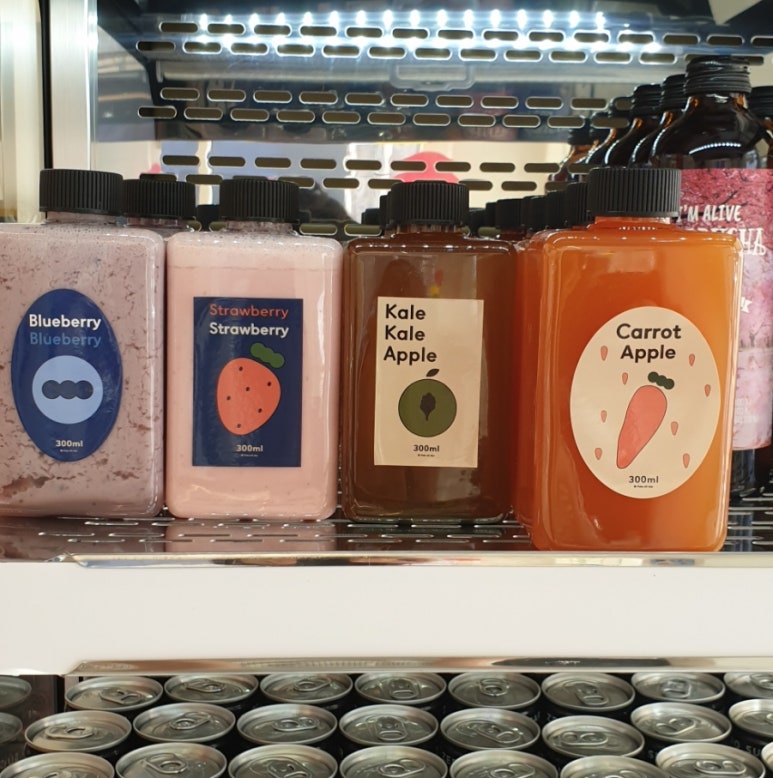 Blueberry
Blueberry
300ml
Strawberry
Strawberry
300ml
Kale
Kale
Apple
300ml
Carrot
Apple
300ml
I'M ALIVE